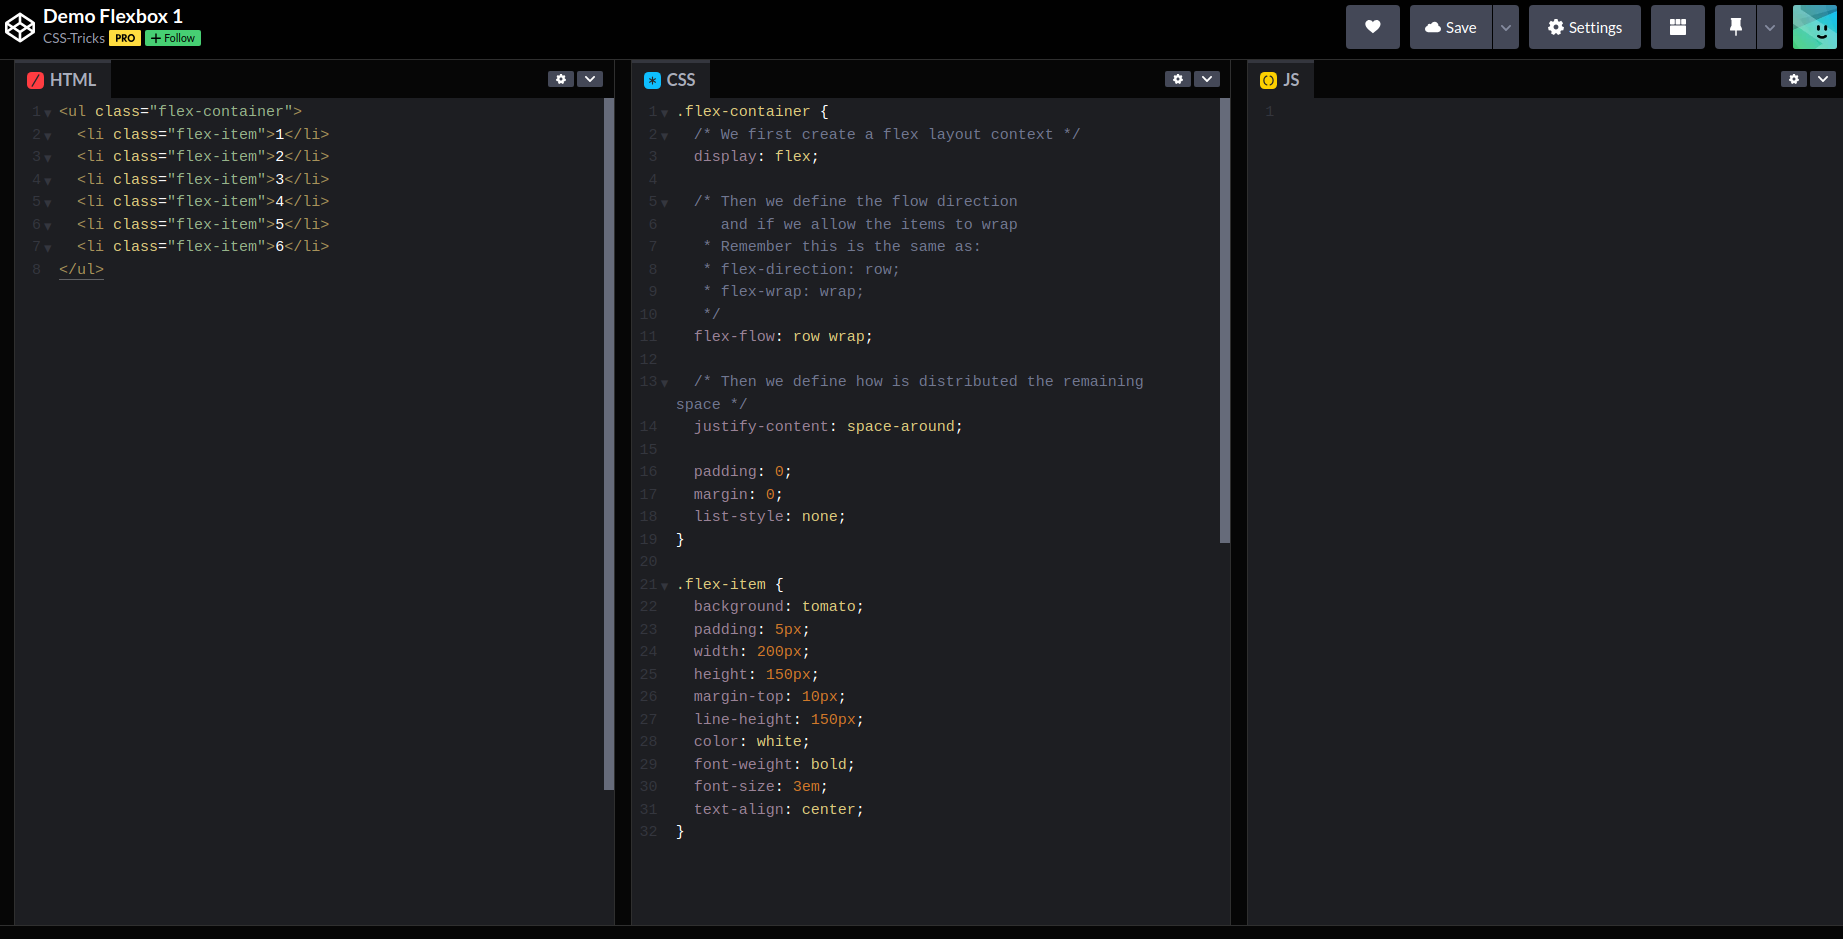 Demo Flexbox 1
CSS-Tricks PRO + Follow
Save
Settings
HTML
1 <ul class="flex-container">
2   <li class="flex-item">1</li>
3   <li class="flex-item">2</li>
4   <li class="flex-item">3</li>
5   <li class="flex-item">4</li>
6   <li class="flex-item">5</li>
7   <li class="flex-item">6</li>
8 </ul>
CSS
1 .flex-container {
2   /* We first create a flex layout context */
3   display: flex;
4
5   /* Then we define the flow direction
6      and if we allow the items to wrap
7    * Remember this is the same as:
8    * flex-direction: row;
9    * flex-wrap: wrap;
10    */
11   flex-flow: row wrap;
12
13   /* Then we define how is distributed the remaining
space */
14   justify-content: space-around;
15
16   padding: 0;
17   margin: 0;
18   list-style: none;
19 }
20
21 .flex-item {
22   background: tomato;
23   padding: 5px;
24   width: 200px;
25   height: 150px;
26   margin-top: 10px;
27   line-height: 150px;
28   color: white;
29   font-weight: bold;
30   font-size: 3em;
31   text-align: center;
32 }
JS
1